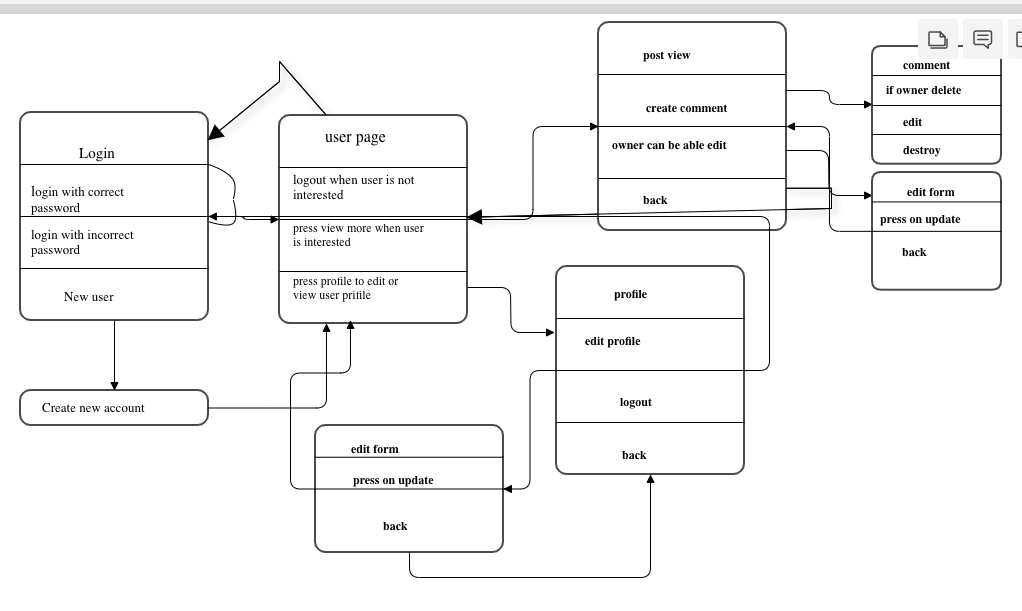 Login
login with correct
password
login with incorrect
password
New user
Create new account
user page
logout when user is not
interested
press view more when user
is interested
press profile to edit or
view user prifile
post view
create comment
owner can be able edit
back
comment
if owner delete
edit
destroy
edit form
press on update
back
profile
edit profile
logout
back
edit form
press on update
back